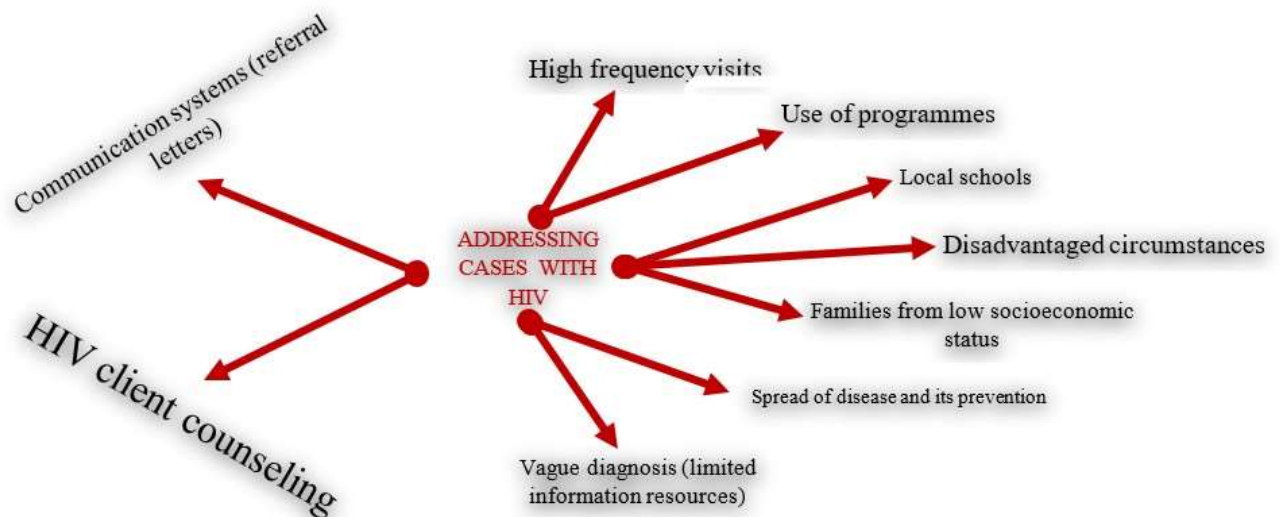 Communication systems (referral
letters)
HIV client counseling
ADDRESSING
CASES WITH
HIV
High frequency visits
Use of programmes
Local schools
Disadvantaged circumstances
Families from low socioeconomic
status
Spread of disease and its prevention
Vague diagnosis (limited
information resources)